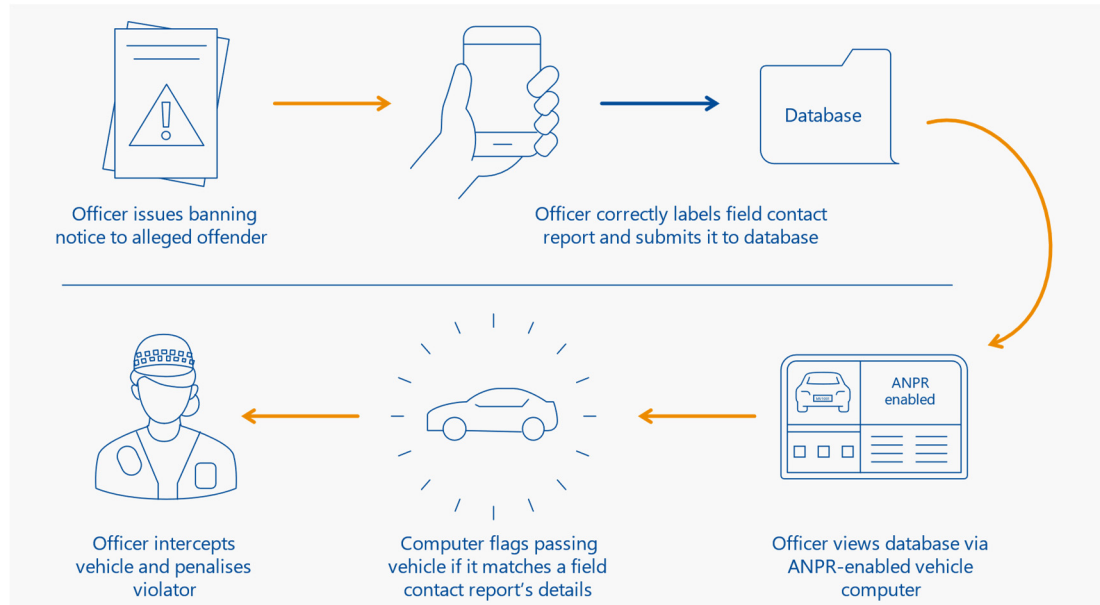 Database
Officer issues banning
notice to alleged offender
Officer correctly labels field contact
report and submits it to database
ANPR
enabled
Officer intercepts
vehicle and penalises
violator
Computer flags passing
vehicle if it matches a field
contact report's details
Officer views database via
ANPR-enabled vehicle
computer